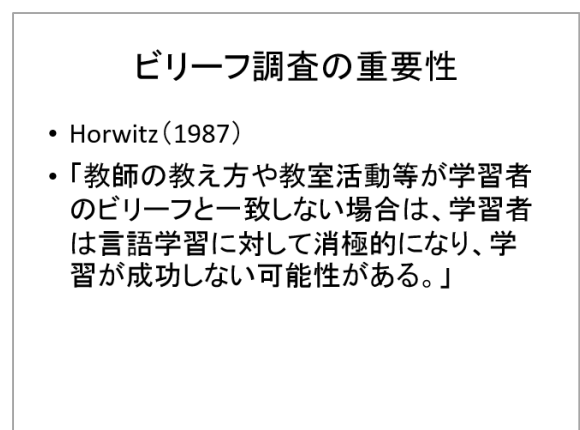 ビリーフ調査の重要性
• Horwitz（1987）
• 「教師の教え方や教室活動等が学習者
のビリーフと一致しない場合は、学習者
は言語学習に対して消極的になり、学
習が成功しない可能性がある。」